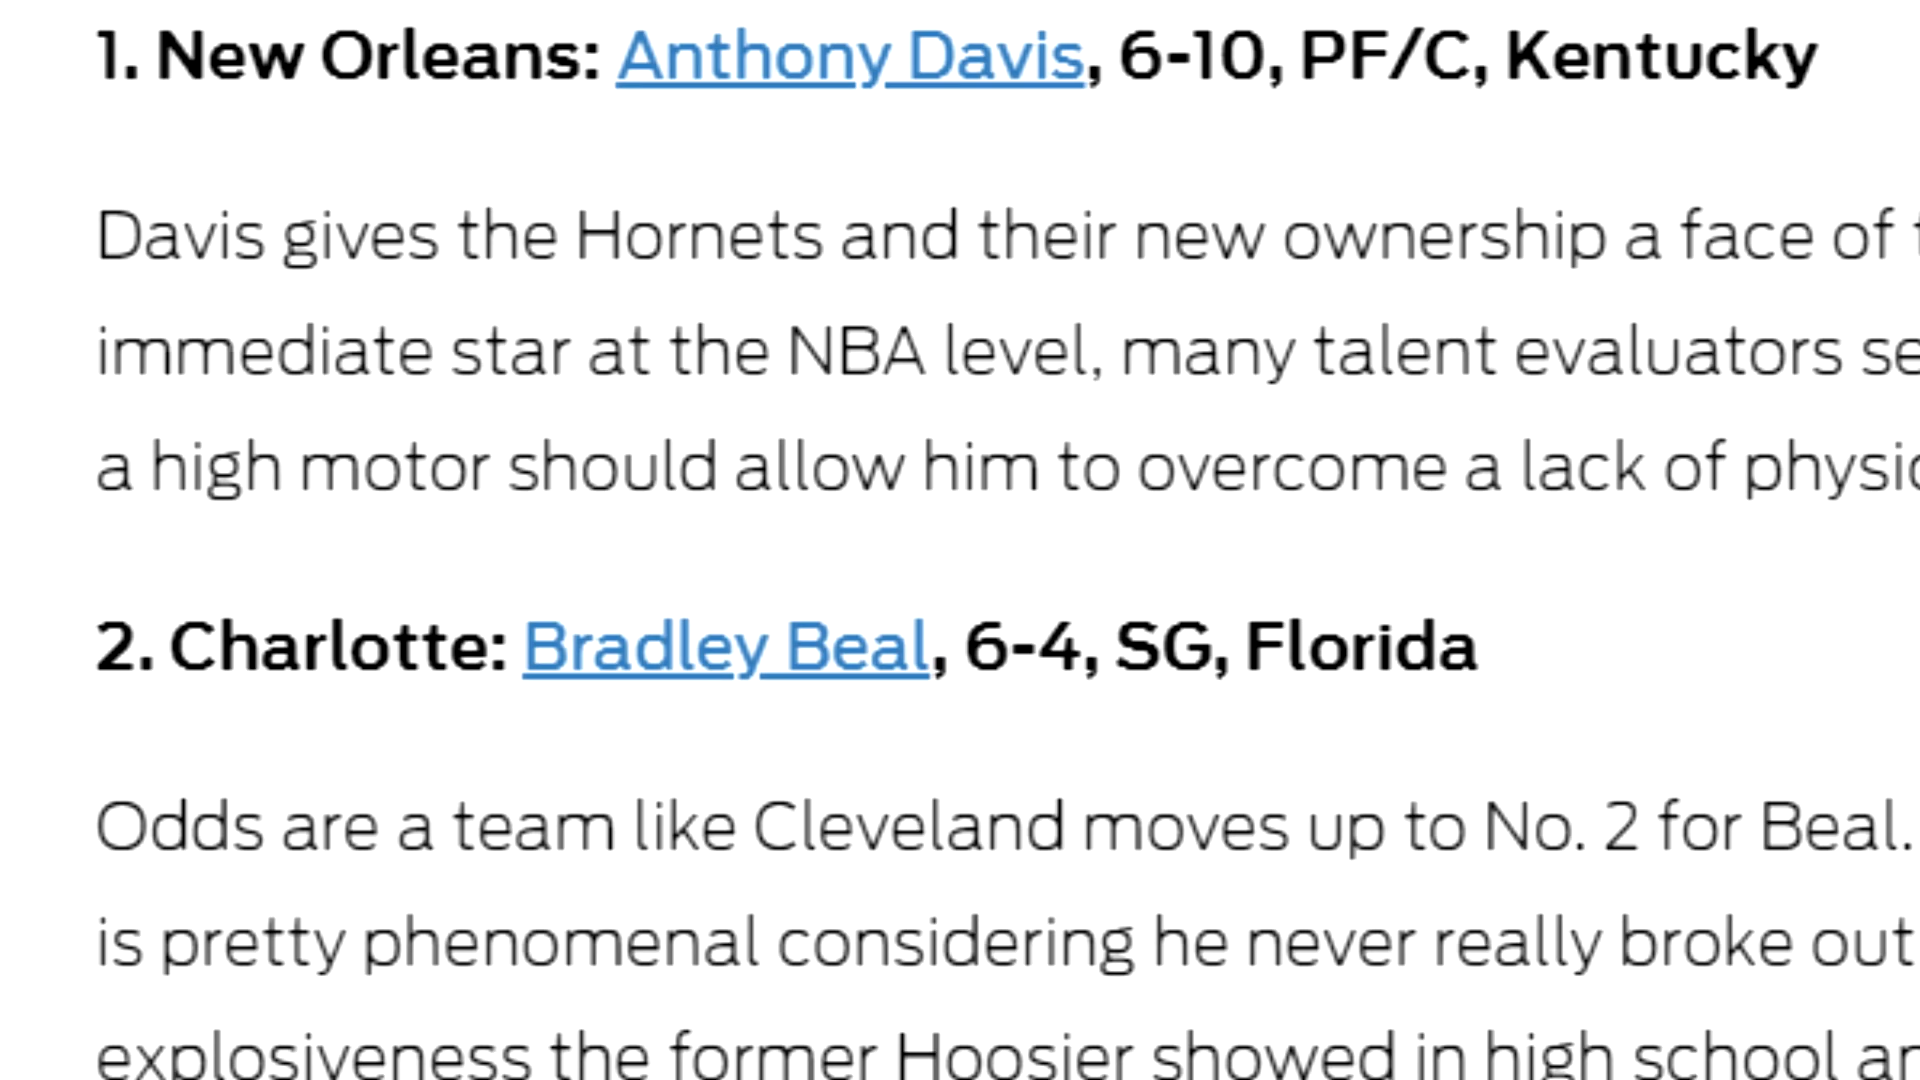 1. New Orleans: Anthony Davis, 6-10, PF/C, Kentucky
Davis gives the Hornets and their new ownership a face of
immediate star at the NBA level, many talent evaluators
a high motor should allow him to overcome a lack of
2. Charlotte: Bradley Beal, 6-4, SG, Florida
Odds are a team like Cleveland moves up to No. 2 for Beal.
is pretty phenomenal considering he never really broke out
explosiveness the former Hoosier showed in high school